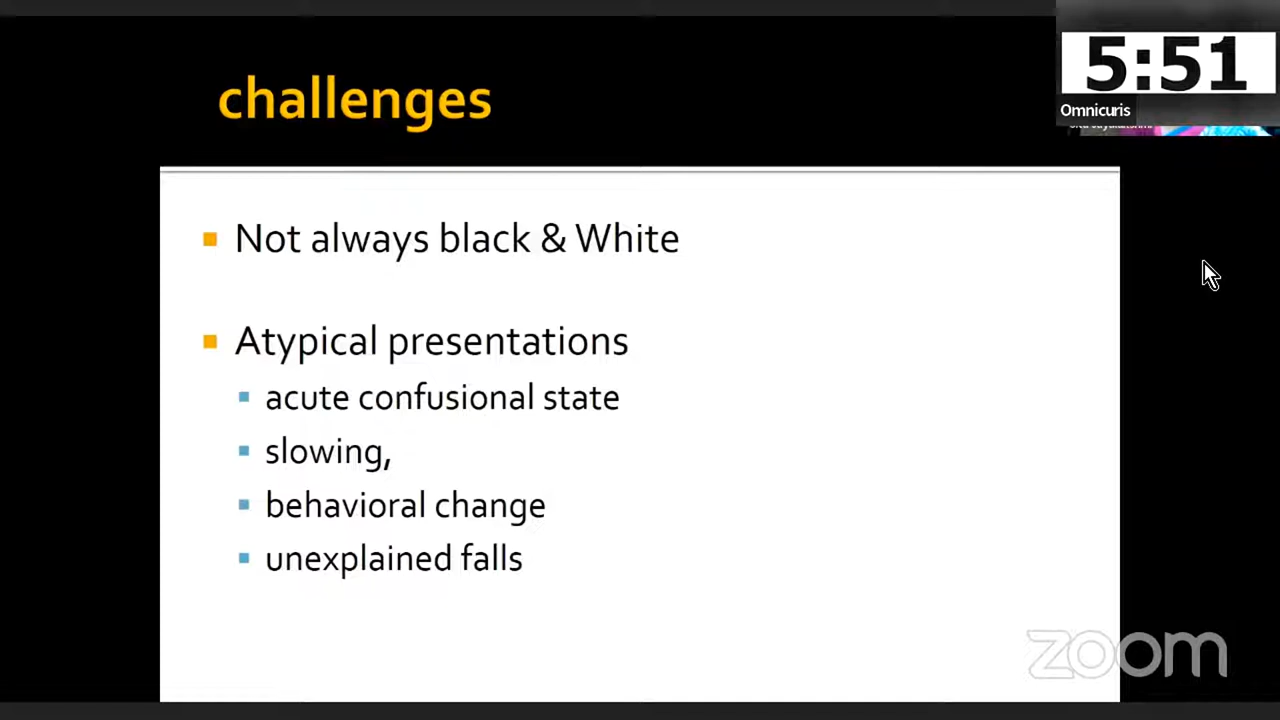 challenges
5:51
Omnicuris
Not always black & White
Atypical presentations
acute confusional state
slowing,
behavioral change
unexplained falls
zoom